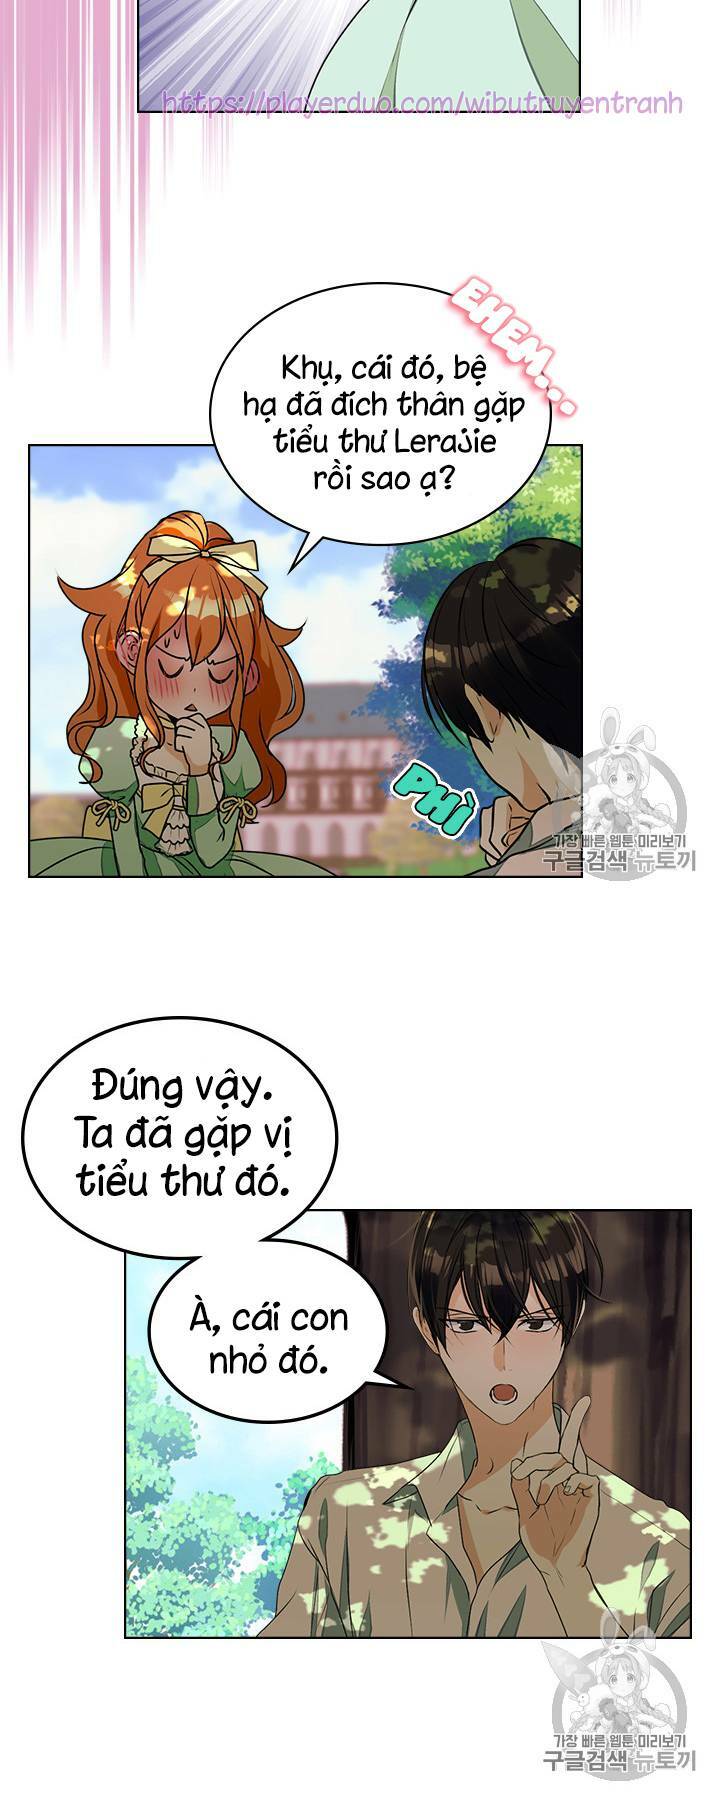 https://playerduo.com/wibutruyentranh
EHEM...
Khụ, cái đó, bệ
hạ đã đích thân gặp
tiểu thư Lerajie
rồi sao ạ?
PHÌ
가장 빠른 웹툰 미리보기
구글검색 뉴토끼
Đúng vậy.
Ta đã gặp vị
tiểu thư đó.
À, cái con
nhỏ đó.
가장 빠른 웹툰 미리보기
구글검색 뉴토끼